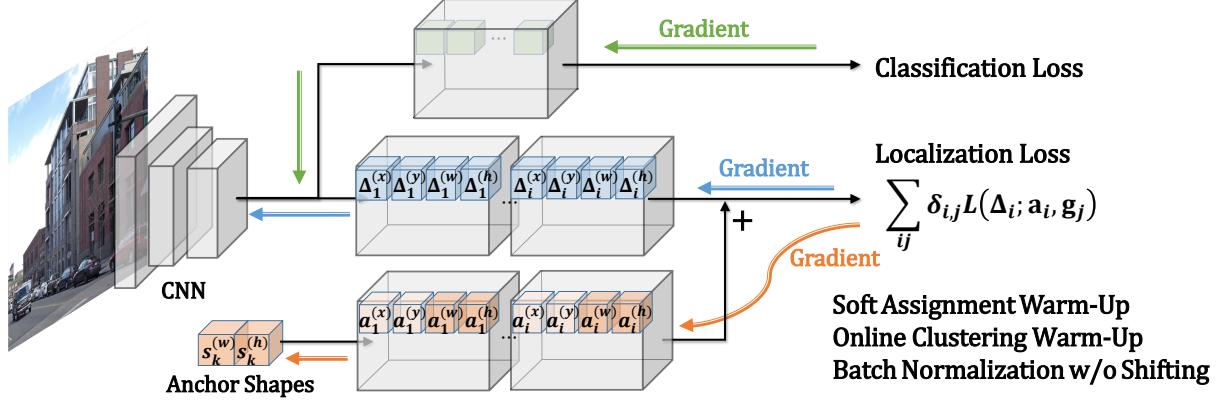 Gradient
...
Classification Loss
Δ₁⁽ˣ⁾ Δ₁⁽ʸ⁾ Δ₁⁽ʷ⁾ Δ₁⁽ʰ⁾ ... Δᵢ⁽ˣ⁾ Δᵢ⁽ʸ⁾ Δᵢ⁽ʷ⁾ Δᵢ⁽ʰ⁾
Gradient
+
Localization Loss
∑ᵢⱼ δᵢ,ⱼL(Δᵢ; aᵢ, gⱼ)
Gradient
CNN
a₁⁽ˣ⁾ a₁⁽ʸ⁾ a₁⁽ʷ⁾ a₁⁽ʰ⁾ ... aᵢ⁽ˣ⁾ aᵢ⁽ʸ⁾ aᵢ⁽ʷ⁾ aᵢ⁽ʰ⁾
sₖ⁽ʷ⁾ sₖ⁽ʰ⁾
Anchor Shapes
Soft Assignment Warm-Up
Online Clustering Warm-Up
Batch Normalization w/o Shifting